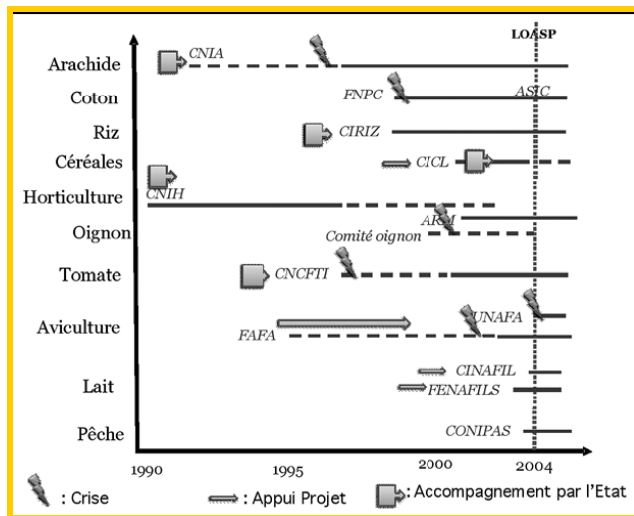 LOASP
Arachide CNIA
Coton FNPC ASIC
Riz CIRIZ
Céréales CICL
CNIH
Horticulture
ARM
Oignon Comité oignon
Tomate CNCFTI
UNAFA
Aviculture
FAFA
CINAFIL
Lait FENAFILS
Pêche CONIPAS
1990 1995 2000 2004
: Crise : Appui Projet : Accompagnement par l'Etat